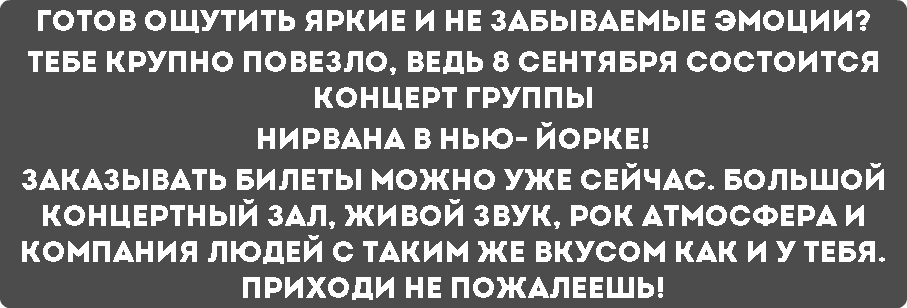 ГОТОВ ОЩУТИТЬ ЯРКИЕ И НЕ ЗАБЫВАЕМЫЕ ЭМОЦИИ?
ТЕБЕ КРУПНО ПОВЕЗЛО, ВЕДЬ 8 СЕНТЯБРЯ СОСТОИТСЯ
КОНЦЕРТ ГРУППЫ
НИРВАНА В НЬЮ- ЙОРКЕ!
ЗАКАЗЫВАТЬ БИЛЕТЫ МОЖНО УЖЕ СЕЙЧАС. БОЛЬШОЙ
КОНЦЕРТНЫЙ ЗАЛ, ЖИВОЙ ЗВУК, РОК АТМОСФЕРА И
КОМПАНИЯ ЛЮДЕЙ С ТАКИМ ЖЕ ВКУСОМ КАК И У ТЕБЯ.
ПРИХОДИ НЕ ПОЖАЛЕЕШЬ!